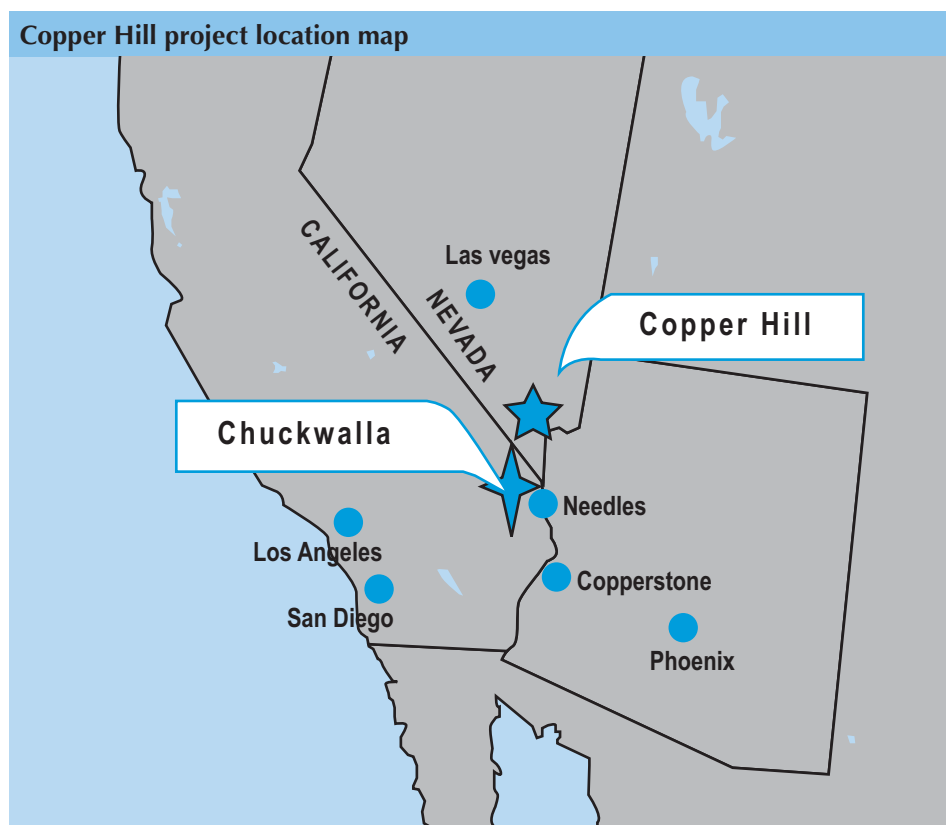 Copper Hill project location map
CALIFORNIA
NEVADA
Las vegas
Copper Hill
Chuckwalla
Needles
Los Angeles
Copperstone
San Diego
Phoenix